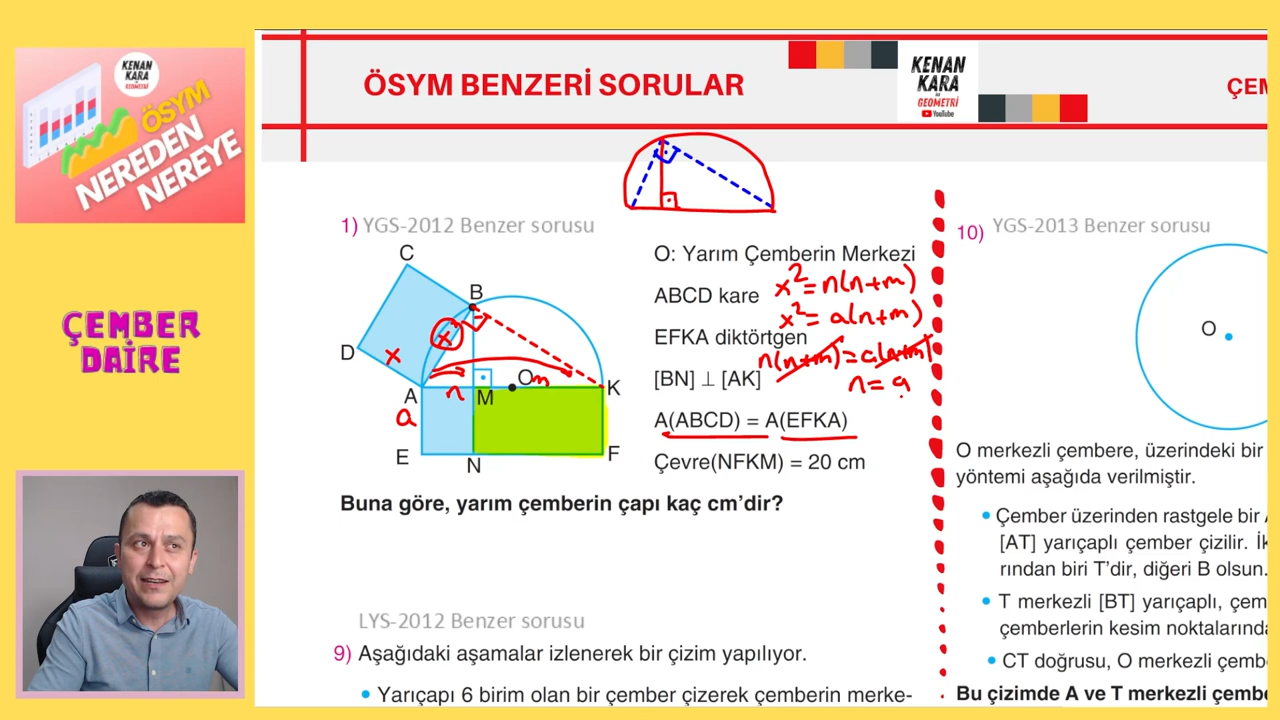 KENAN
KARA
ile
GEOMETRİ
ÖSYM
NEREDEN
NEREYE
ÇEMBER
DAİRE
ÖSYM BENZERİ SORULAR
KENAN
KARA
ile
GEOMETRİ
YouTube
ÇEM
1) YGS-2012 Benzer sorusu
C
B
D
x
x
A
n
M
O
m
K
a
E
N
F
O: Yarım Çemberin Merkezi
ABCD kare
EFKA diktörtgen
[BN] ⊥ [AK]
A(ABCD) = A(EFKA)
Çevre(NFKM) = 20 cm
x² = n(n+m)
x² = a(n+m)
n(n+m) = a(n+m)
n = a
Buna göre, yarım çemberin çapı kaç cm'dir?
LYS-2012 Benzer sorusu
9) Aşağıdaki aşamalar izlenerek bir çizim yapılıyor.
• Yarıçapı 6 birim olan bir çember çizerek çemberin merke-
10) YGS-2013 Benzer sorusu
O
O merkezli çembere, üzerindeki bir
yöntemi aşağıda verilmiştir.
• Çember üzerinden rastgele bir
[AT] yarıçaplı çember çizilir.
rından biri T'dir, diğeri B olsun.
• T merkezli [BT] yarıçaplı, çem
çemberlerin kesim noktalarında
• CT doğrusu, O merkezli çemb
Bu çizimde A ve T merkezli çembe